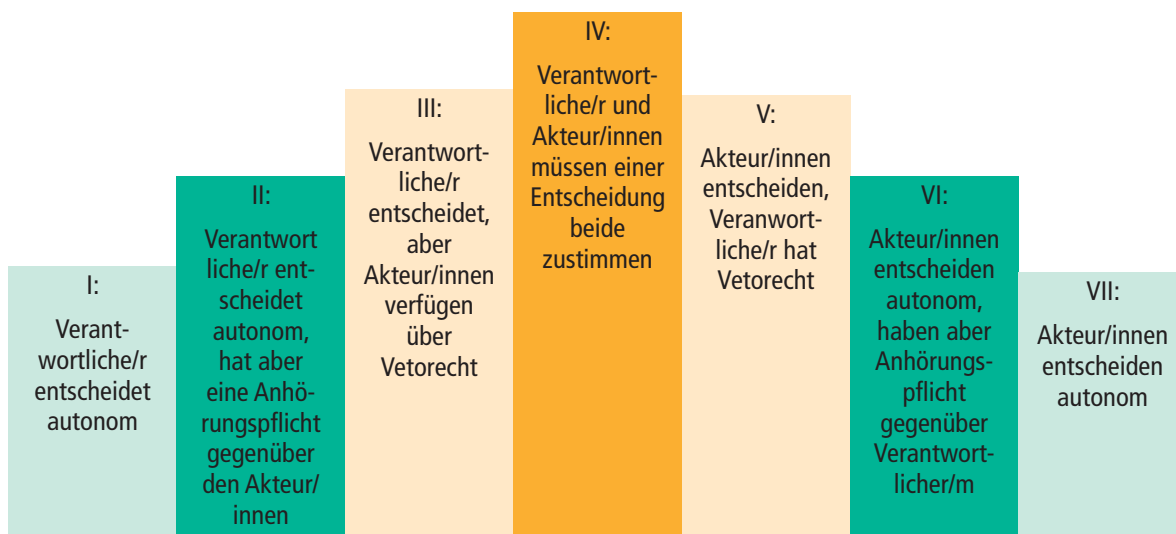 I:
Verant-
wortliche/r
entscheidet
autonom
II:
Verantwort
liche/r ent-
scheidet
autonom,
hat aber
eine Anhö-
rungspflicht
gegenüber
den Akteur/
innen
III:
Verantwort-
liche/r
entscheidet,
aber
Akteur/innen
verfügen
über
Vetorecht
IV:
Verantwort-
liche/r und
Akteur/innen
müssen einer
Entscheidung
beide
zustimmen
V:
Akteur/innen
entscheiden,
Veranwort-
liche/r hat
Vetorecht
VI:
Akteur/innen
entscheiden
autonom,
haben aber
Anhörungs-
pflicht
gegenüber
Verantwort-
licher/m
VII:
Akteur/innen
entscheiden
autonom